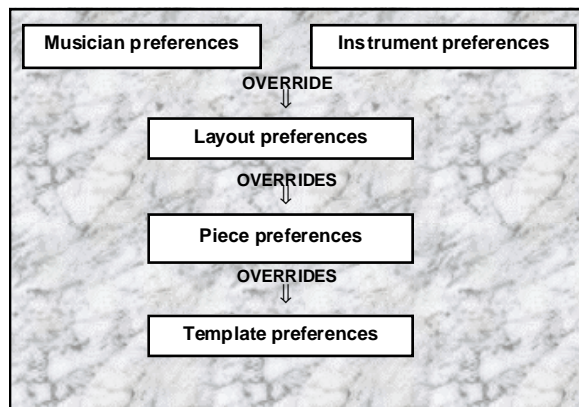 Musician preferences Instrument preferences
OVERRIDE
⇓
Layout preferences
OVERRIDES
⇓
Piece preferences
OVERRIDES
⇓
Template preferences